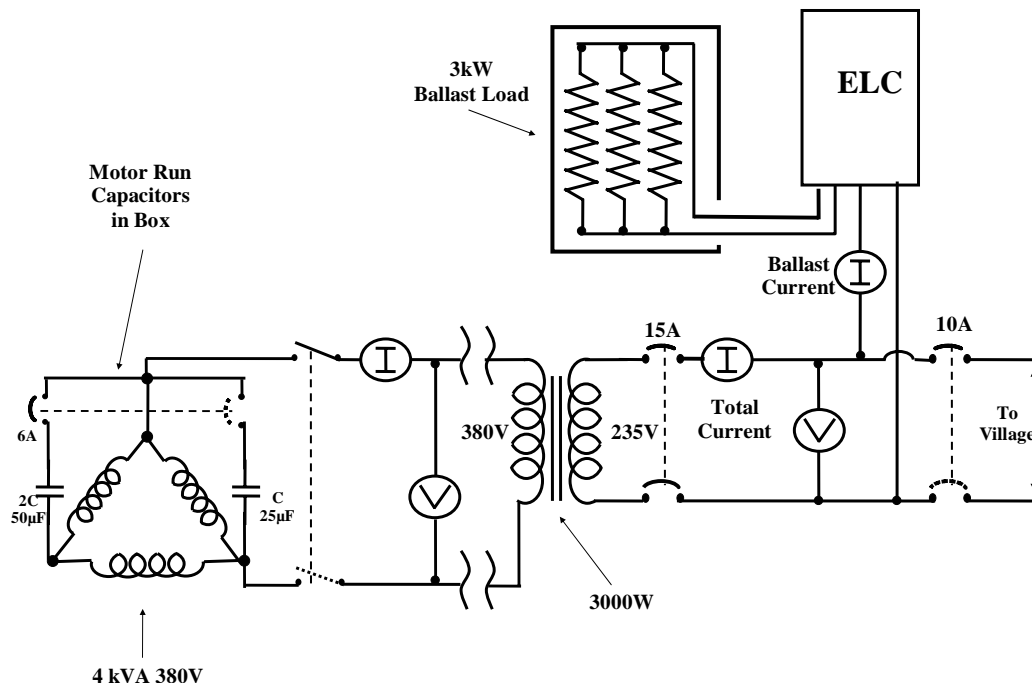 3kW
Ballast Load
ELC
Motor Run
Capacitors
in Box
Ballast
Current
I
15A
10A
I
I
6A
380V
235V
Total
Current
V
To
Village
V
2C
50µF
C
25µF
3000W
4 kVA 380V